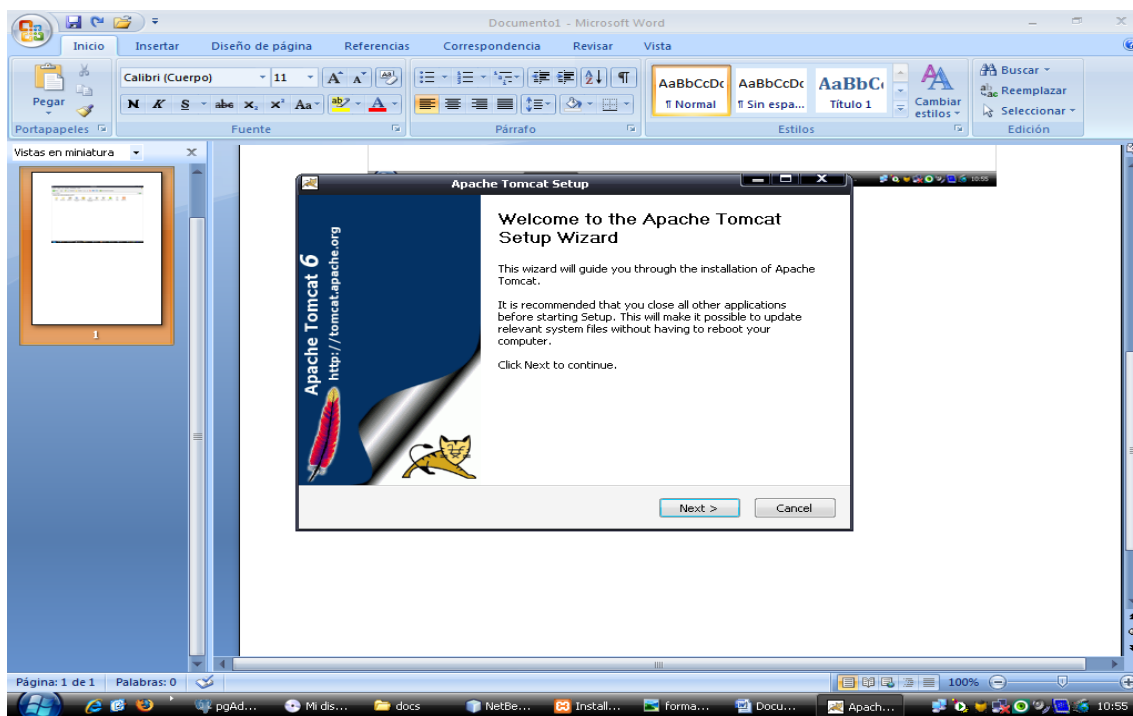 Documento1 - Microsoft Word
Inicio Insertar Diseño de página Referencias Correspondencia Revisar Vista
Pegar
Calibri (Cuerpo) 11
N K S abc x₂ x² Aa
AaBbCcDc AaBbCcDc AaBbC
¶ Normal ¶ Sin espa... Título 1
Cambiar
estilos
Buscar
Reemplazar
Seleccionar
Portapapeles Fuente Párrafo Estilos Edición
Vistas en miniatura
1
10:55
Apache Tomcat Setup
Apache Tomcat 6
http://tomcat.apache.org
Welcome to the Apache Tomcat
Setup Wizard
This wizard will guide you through the installation of Apache
Tomcat.
It is recommended that you close all other applications
before starting Setup. This will make it possible to update
relevant system files without having to reboot your
computer.
Click Next to continue.
Next > Cancel
Página: 1 de 1 Palabras: 0 100%
pgAd... Mi dis... docs NetBe... Install... forma... Docu... Apach... 10:55